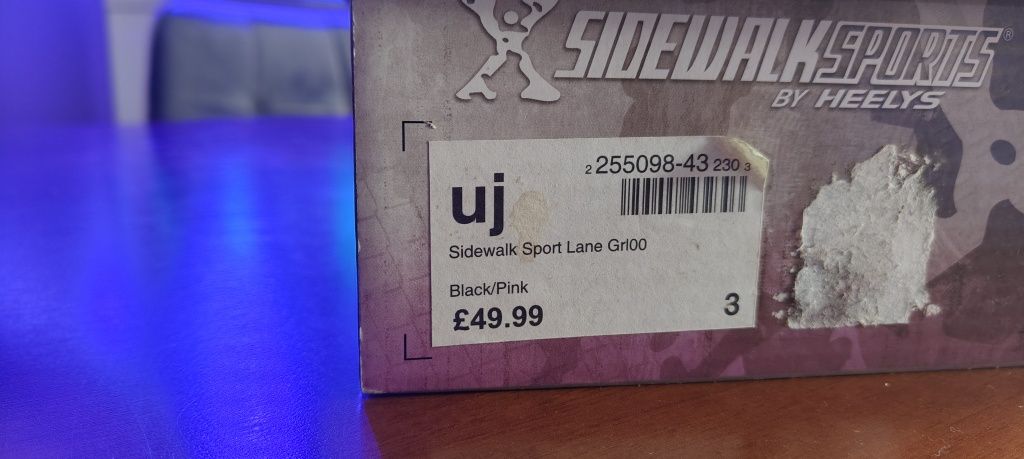 SIDEWALKSPORTS®
BY HEELYS
2 255098-43 230 3
uj
Sidewalk Sport Lane Grl00
Black/Pink
£49.99
3